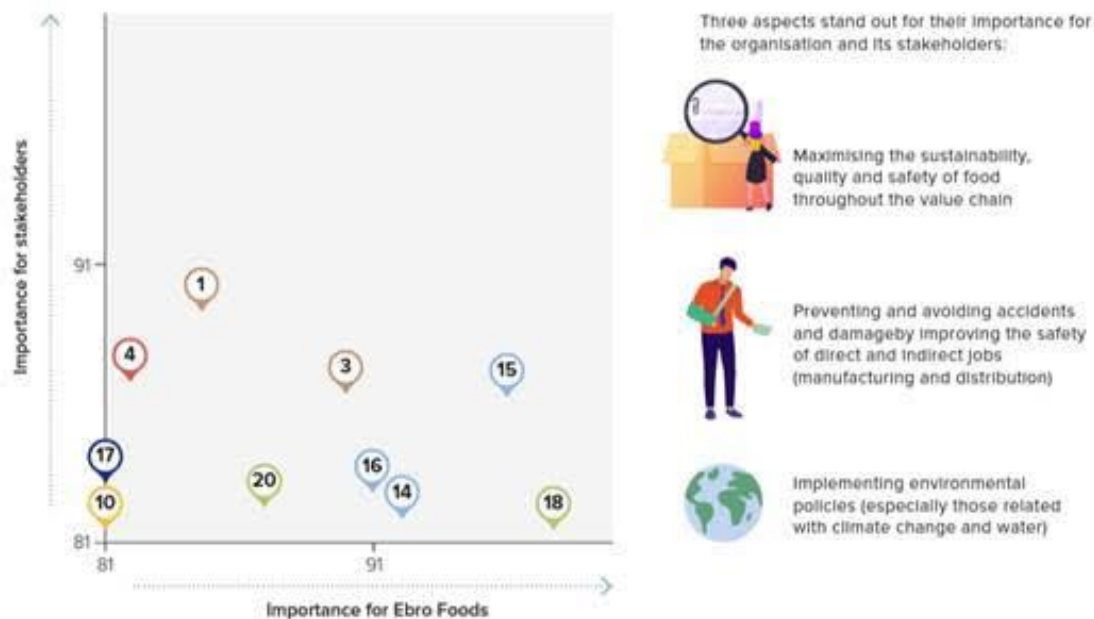 Three aspects stand out for their importance for
the organisation and its stakeholders:
Maximising the sustainability,
quality and safety of food
throughout the value chain
Preventing and avoiding accidents
and damageby improving the safety
of direct and indirect jobs
(manufacturing and distribution)
Implementing environmental
policies (especially those related
with climate change and water)
Importance for stakeholders
91
1
4
3
15
17
16
20
14
10
18
81
81
91
Importance for Ebro Foods